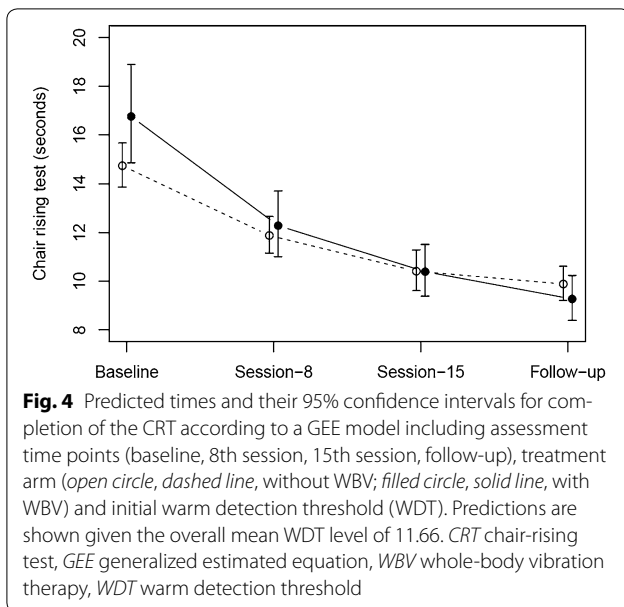 20
18
16
14
12
10
8
Chair rising test (seconds)
Baseline Session-8 Session-15 Follow-up
Fig. 4 Predicted times and their 95% confidence intervals for com-
pletion of the CRT according to a GEE model including assessment
time points (baseline, 8th session, 15th session, follow-up), treatment
arm (open circle, dashed line, without WBV; filled circle, solid line, with
WBV) and initial warm detection threshold (WDT). Predictions are
shown given the overall mean WDT level of 11.66. CRT chair-rising
test, GEE generalized estimated equation, WBV whole-body vibration
therapy, WDT warm detection threshold